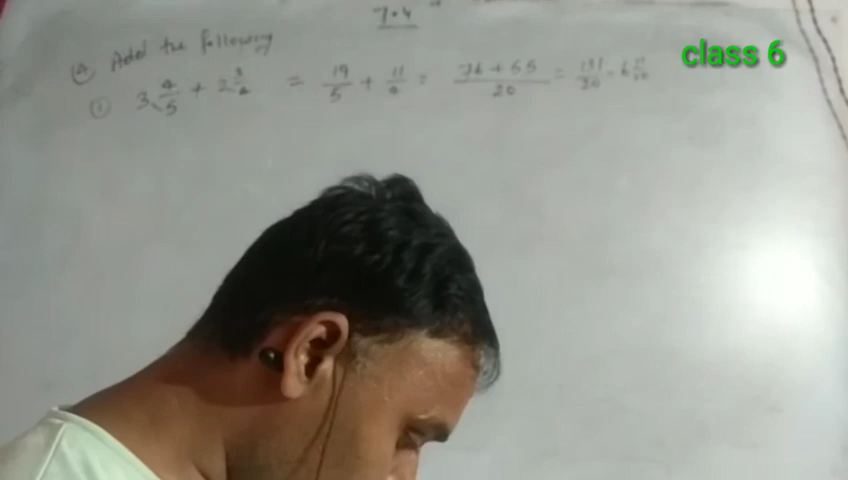 7.4
class 6
(A) Add the following
(1) 3 4/5 + 2 3/4 = 19/5 + 11/4 = 76+55/20 = 131/20 = 6 11/20